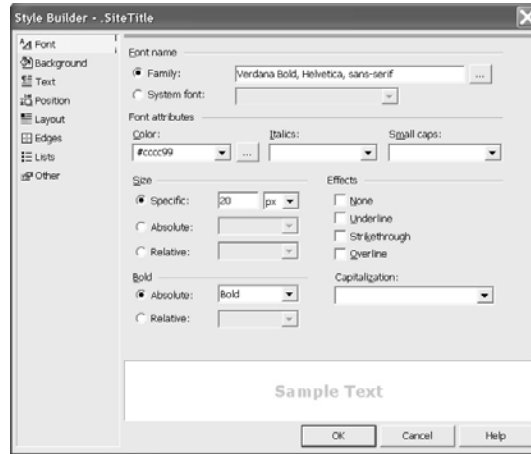 Style Builder - .SiteTitle
Font
Background
Text
Position
Layout
Edges
Lists
Other
Font name
Family: Verdana Bold, Helvetica, sans-serif ...
System font:
Font attributes
Color: Italics: Small caps:
#cccc99 ...
Size Effects
Specific: 20 px None
Underline
Absolute: Strikethrough
Relative: Overline
Bold Capitalization:
Absolute: Bold
Relative:
Sample Text
OK Cancel Help